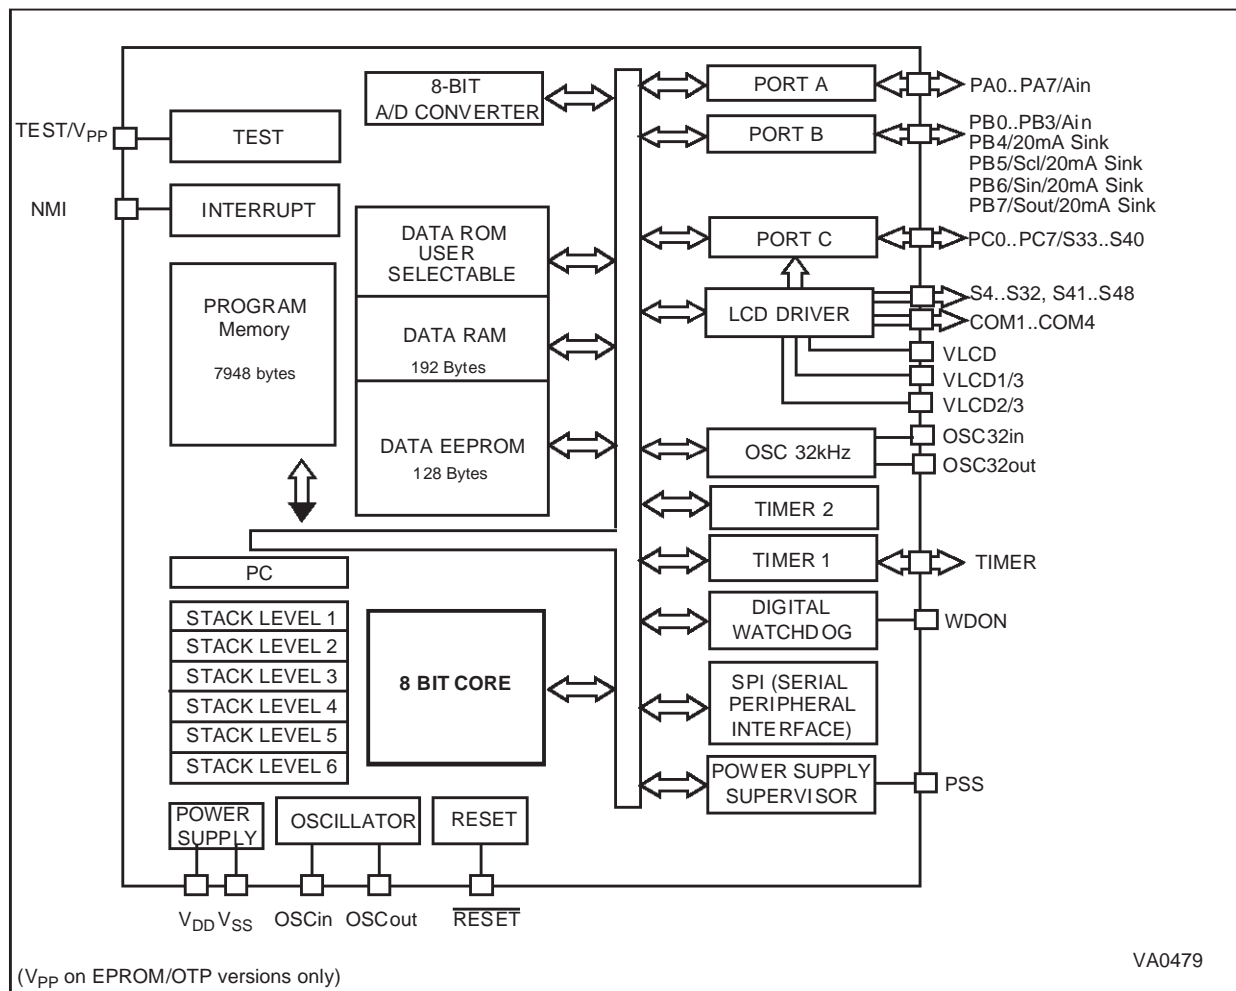 8-BIT
A/D CONVERTER
PORT A
PA0..PA7/Ain
TEST/VPP
TEST
PORT B
PB0..PB3/Ain
PB4/20mA Sink
PB5/Scl/20mA Sink
PB6/Sin/20mA Sink
PB7/Sout/20mA Sink
NMI
INTERRUPT
DATA ROM
USER
SELECTABLE
PORT C
PC0..PC7/S33..S40
PROGRAM
Memory
7948 bytes
DATA RAM
192 Bytes
LCD DRIVER
S4..S32, S41..S48
COM1..COM4
VLCD
VLCD1/3
VLCD2/3
DATA EEPROM
128 Bytes
OSC 32kHz
OSC32in
OSC32out
TIMER 2
TIMER 1
TIMER
PC
STACK LEVEL 1
STACK LEVEL 2
STACK LEVEL 3
STACK LEVEL 4
STACK LEVEL 5
STACK LEVEL 6
8 BIT CORE
DIGITAL
WATCHDOG
WDON
SPI (SERIAL
PERIPHERAL
INTERFACE)
POWER SUPPLY
SUPERVISOR
PSS
POWER
SUPPLY
OSCILLATOR
RESET
VDD VSS
OSCin
OSCout
RESET
VA0479
(VPP on EPROM/OTP versions only)